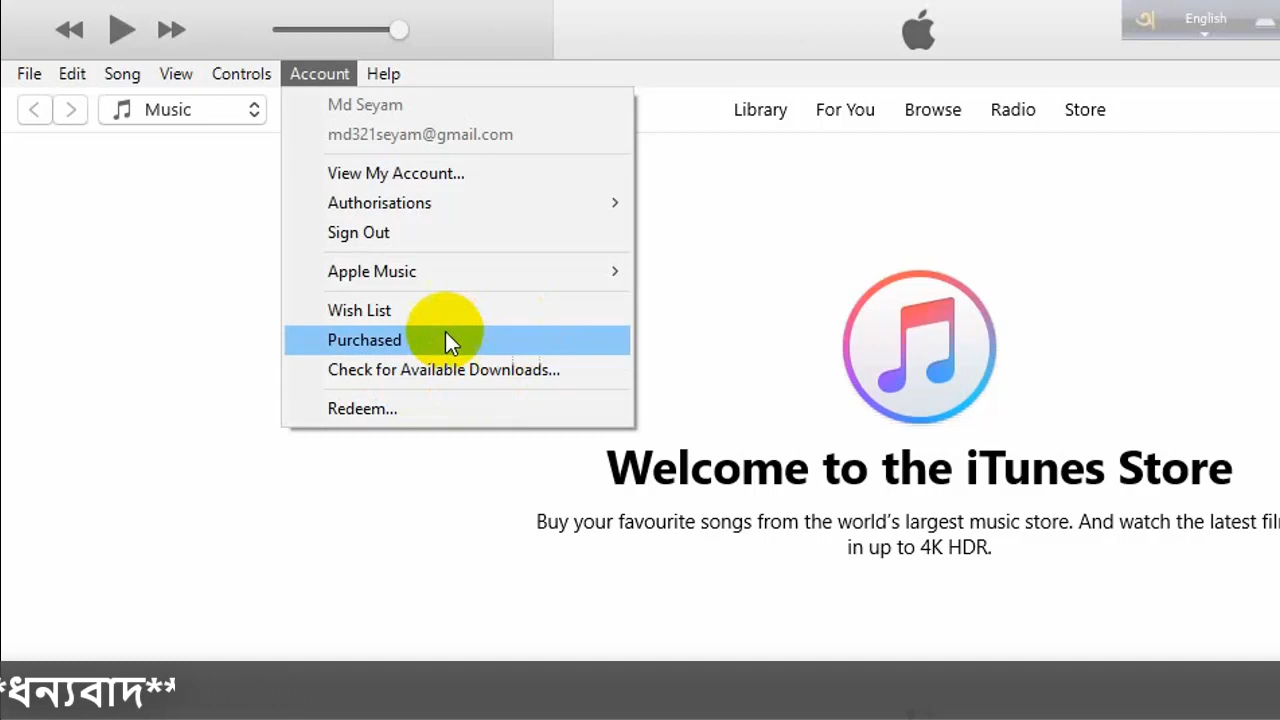 অ English
File Edit Song View Controls Account Help
Music
Library For You Browse Radio Store
Md Seyam
md321seyam@gmail.com
View My Account...
Authorisations
Sign Out
Apple Music
Wish List
Purchased
Check for Available Downloads...
Redeem...
Welcome to the iTunes Store
Buy your favourite songs from the world's largest music store. And watch the latest
in up to 4K HDR.
*ধন্যবাদ**